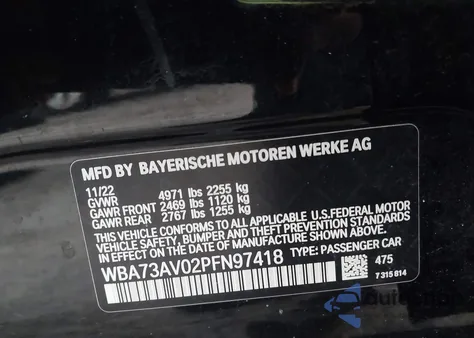 MFD BY BAYERISCHE MOTOREN WERKE AG
11/22
GVWR 4971 lbs 2255 kg
GAWR FRONT 2469 lbs 1120 kg
GAWR REAR 2767 lbs 1255 kg
THIS VEHICLE CONFORMS TO ALL APPLICABLE U.S.FEDERAL MOTOR
VEHICLE SAFETY, BUMPER, AND THEFT PREVENTION STANDARDS
IN EFFECT ON THE DATE OF MANUFACTURE SHOWN ABOVE.
WBA73AV02PFN97418 TYPE: PASSENGER CAR
475
7 315 814